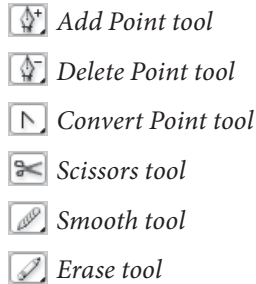 Add Point tool
Delete Point tool
Convert Point tool
Scissors tool
Smooth tool
Erase tool